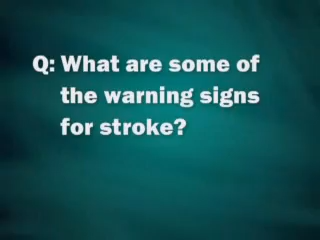 Q: What are some of
the warning signs
for stroke?